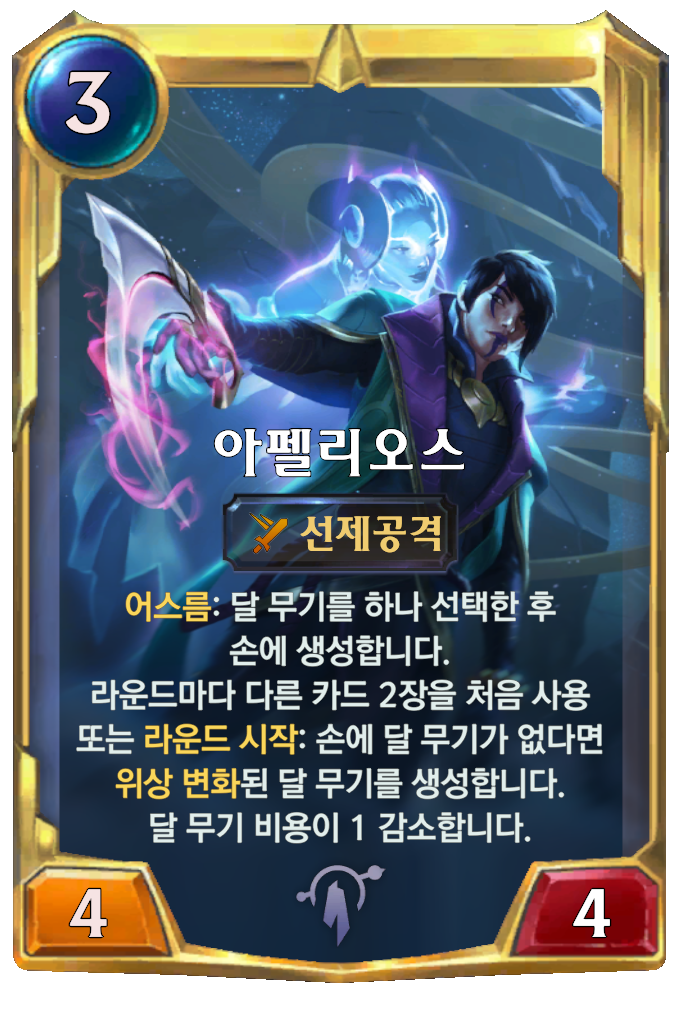 3
아펠리오스
선제공격
어스름: 달 무기를 하나 선택한 후
손에 생성합니다.
라운드마다 다른 카드 2장을 처음 사용
또는 라운드 시작: 손에 달 무기가 없다면
위상 변화된 달 무기를 생성합니다.
달 무기 비용이 1 감소합니다.
4
4